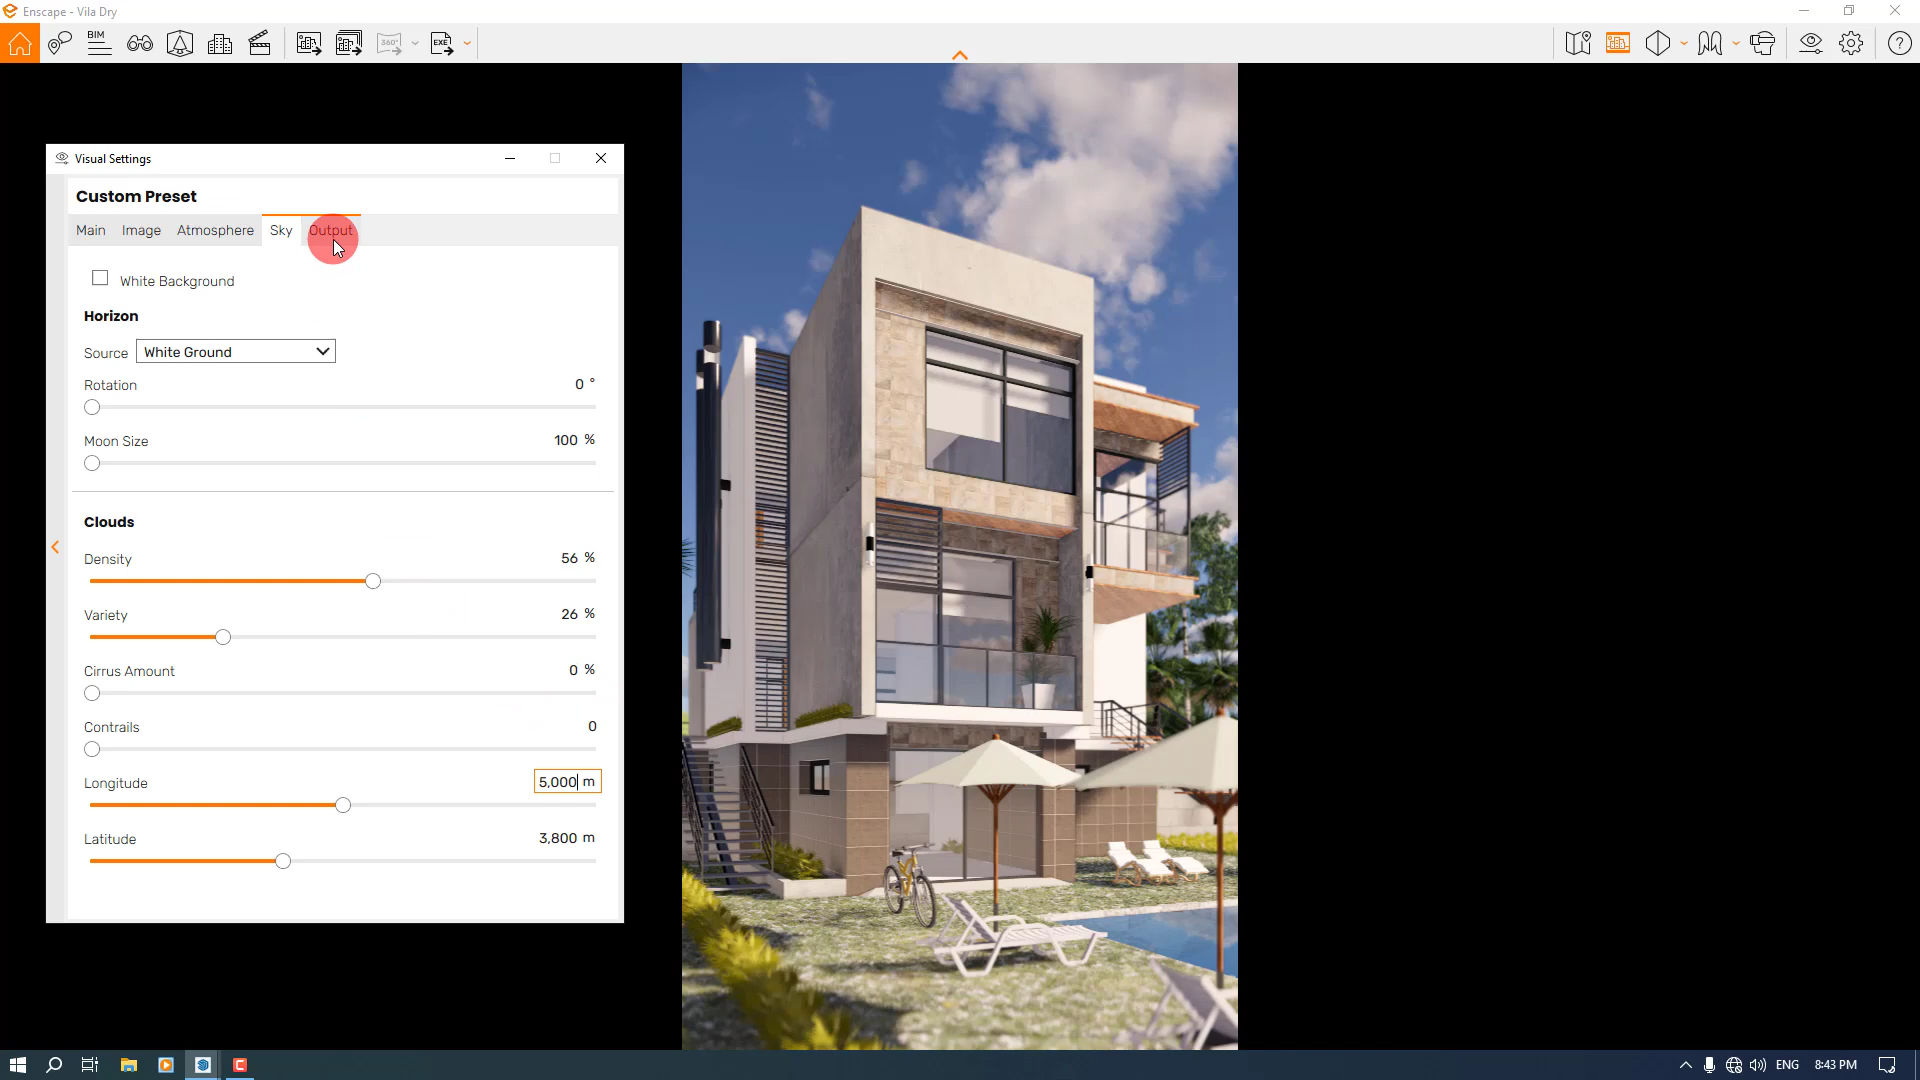 Enscape - Vila Dry
BIM
360°
EXE
?
Visual Settings
Custom Preset
Main Image Atmosphere Sky Output
White Background
Horizon
Source White Ground
Rotation 0 °
Moon Size 100 %
Clouds
Density 56 %
Variety 26 %
Cirrus Amount 0 %
Contrails 0
Longitude 5,000 m
Latitude 3,800 m
C
ENG 8:43 PM